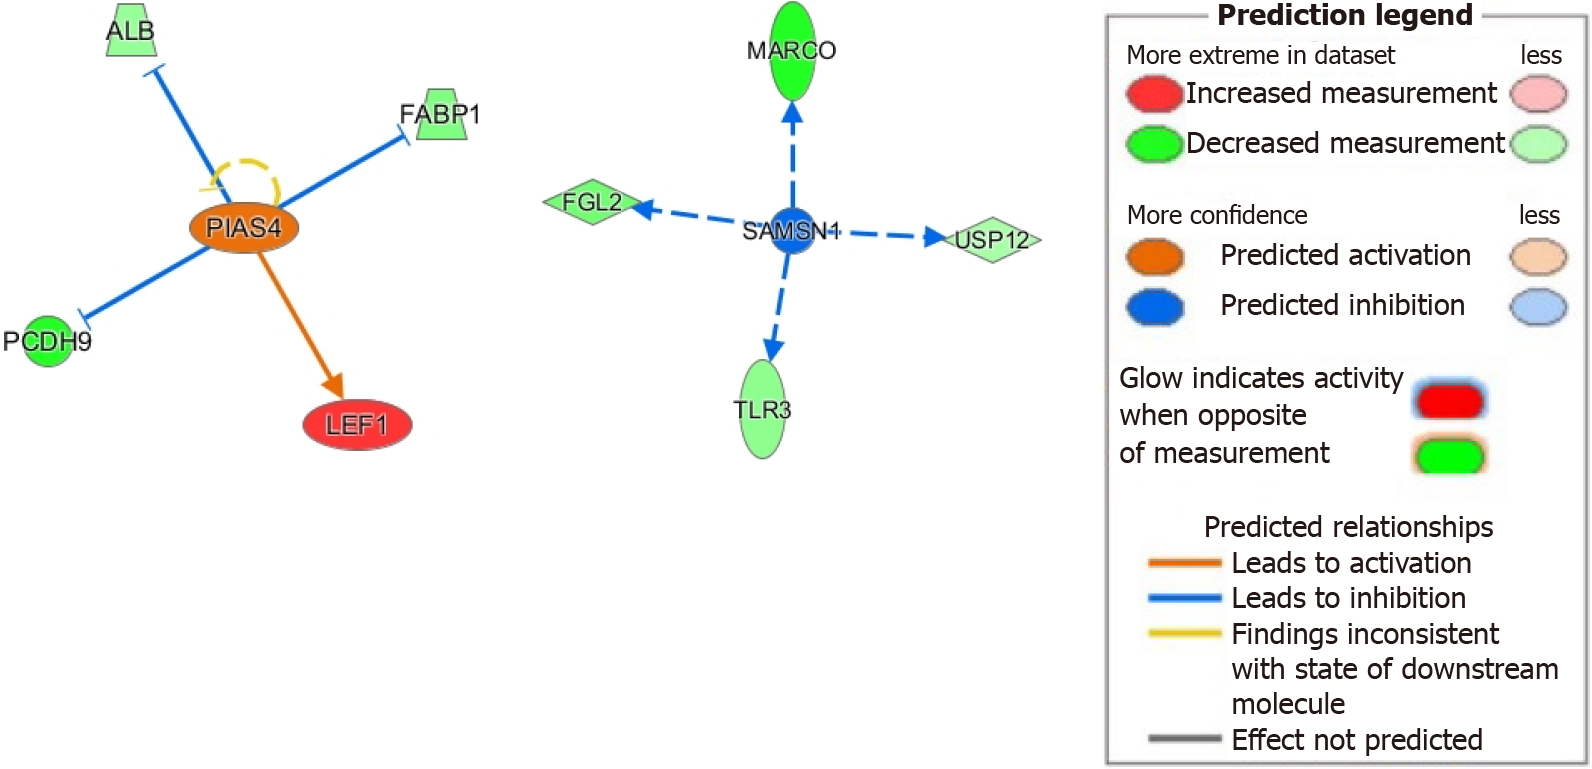 ALB
FABP1
PIAS4
PCDH9
LEF1
MARCO
FGL2
SAMSN1
USP12
TLR3
Prediction legend
More extreme in dataset less
Increased measurement
Decreased measurement
More confidence less
Predicted activation
Predicted inhibition
Glow indicates activity
when opposite
of measurement
Predicted relationships
Leads to activation
Leads to inhibition
Findings inconsistent
with state of downstream
molecule
Effect not predicted